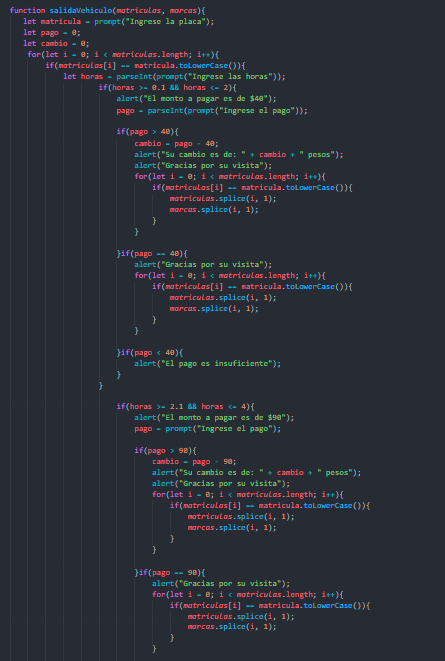 function salidaVehiculo(matriculas, marcas){
let matricula = prompt("Ingrese la placa");
let pago = 0;
let cambio = 0;
for(let i = 0; i < matriculas.length; i++){
if(matriculas[i] == matricula.toLowerCase()){
let horas = parseInt(prompt("Ingrese las horas"));
if(horas >= 0.1 && horas <= 2){
alert("El monto a pagar es de $40");
pago = parseInt(prompt("Ingrese el pago"));
if(pago > 40){
cambio = pago - 40;
alert("Su cambio es de: " + cambio + " pesos");
alert("Gracias por su visita");
for(let i = 0; i < matriculas.length; i++){
if(matriculas[i] == matricula.toLowerCase()){
matriculas.splice(i, 1);
marcas.splice(i, 1);
}
}
}if(pago == 40){
alert("Gracias por su visita");
for(let i = 0; i < matriculas.length; i++){
if(matriculas[i] == matricula.toLowerCase()){
matriculas.splice(i, 1);
marcas.splice(i, 1);
}
}
}if(pago < 40){
alert("El pago es insuficiente");
}
}
if(horas >= 2.1 && horas <= 4){
alert("El monto a pagar es de $90");
pago = prompt("Ingrese el pago");
if(pago > 90){
cambio = pago - 90;
alert("Su cambio es de: " + cambio + " pesos");
alert("Gracias por su visita");
for(let i = 0; i < matriculas.length; i++){
if(matriculas[i] == matricula.toLowerCase()){
matriculas.splice(i, 1);
marcas.splice(i, 1);
}
}
}if(pago == 90){
alert("Gracias por su visita");
for(let i = 0; i < matriculas.length; i++){
if(matriculas[i] == matricula.toLowerCase()){
matriculas.splice(i, 1);
marcas.splice(i, 1);
}
}